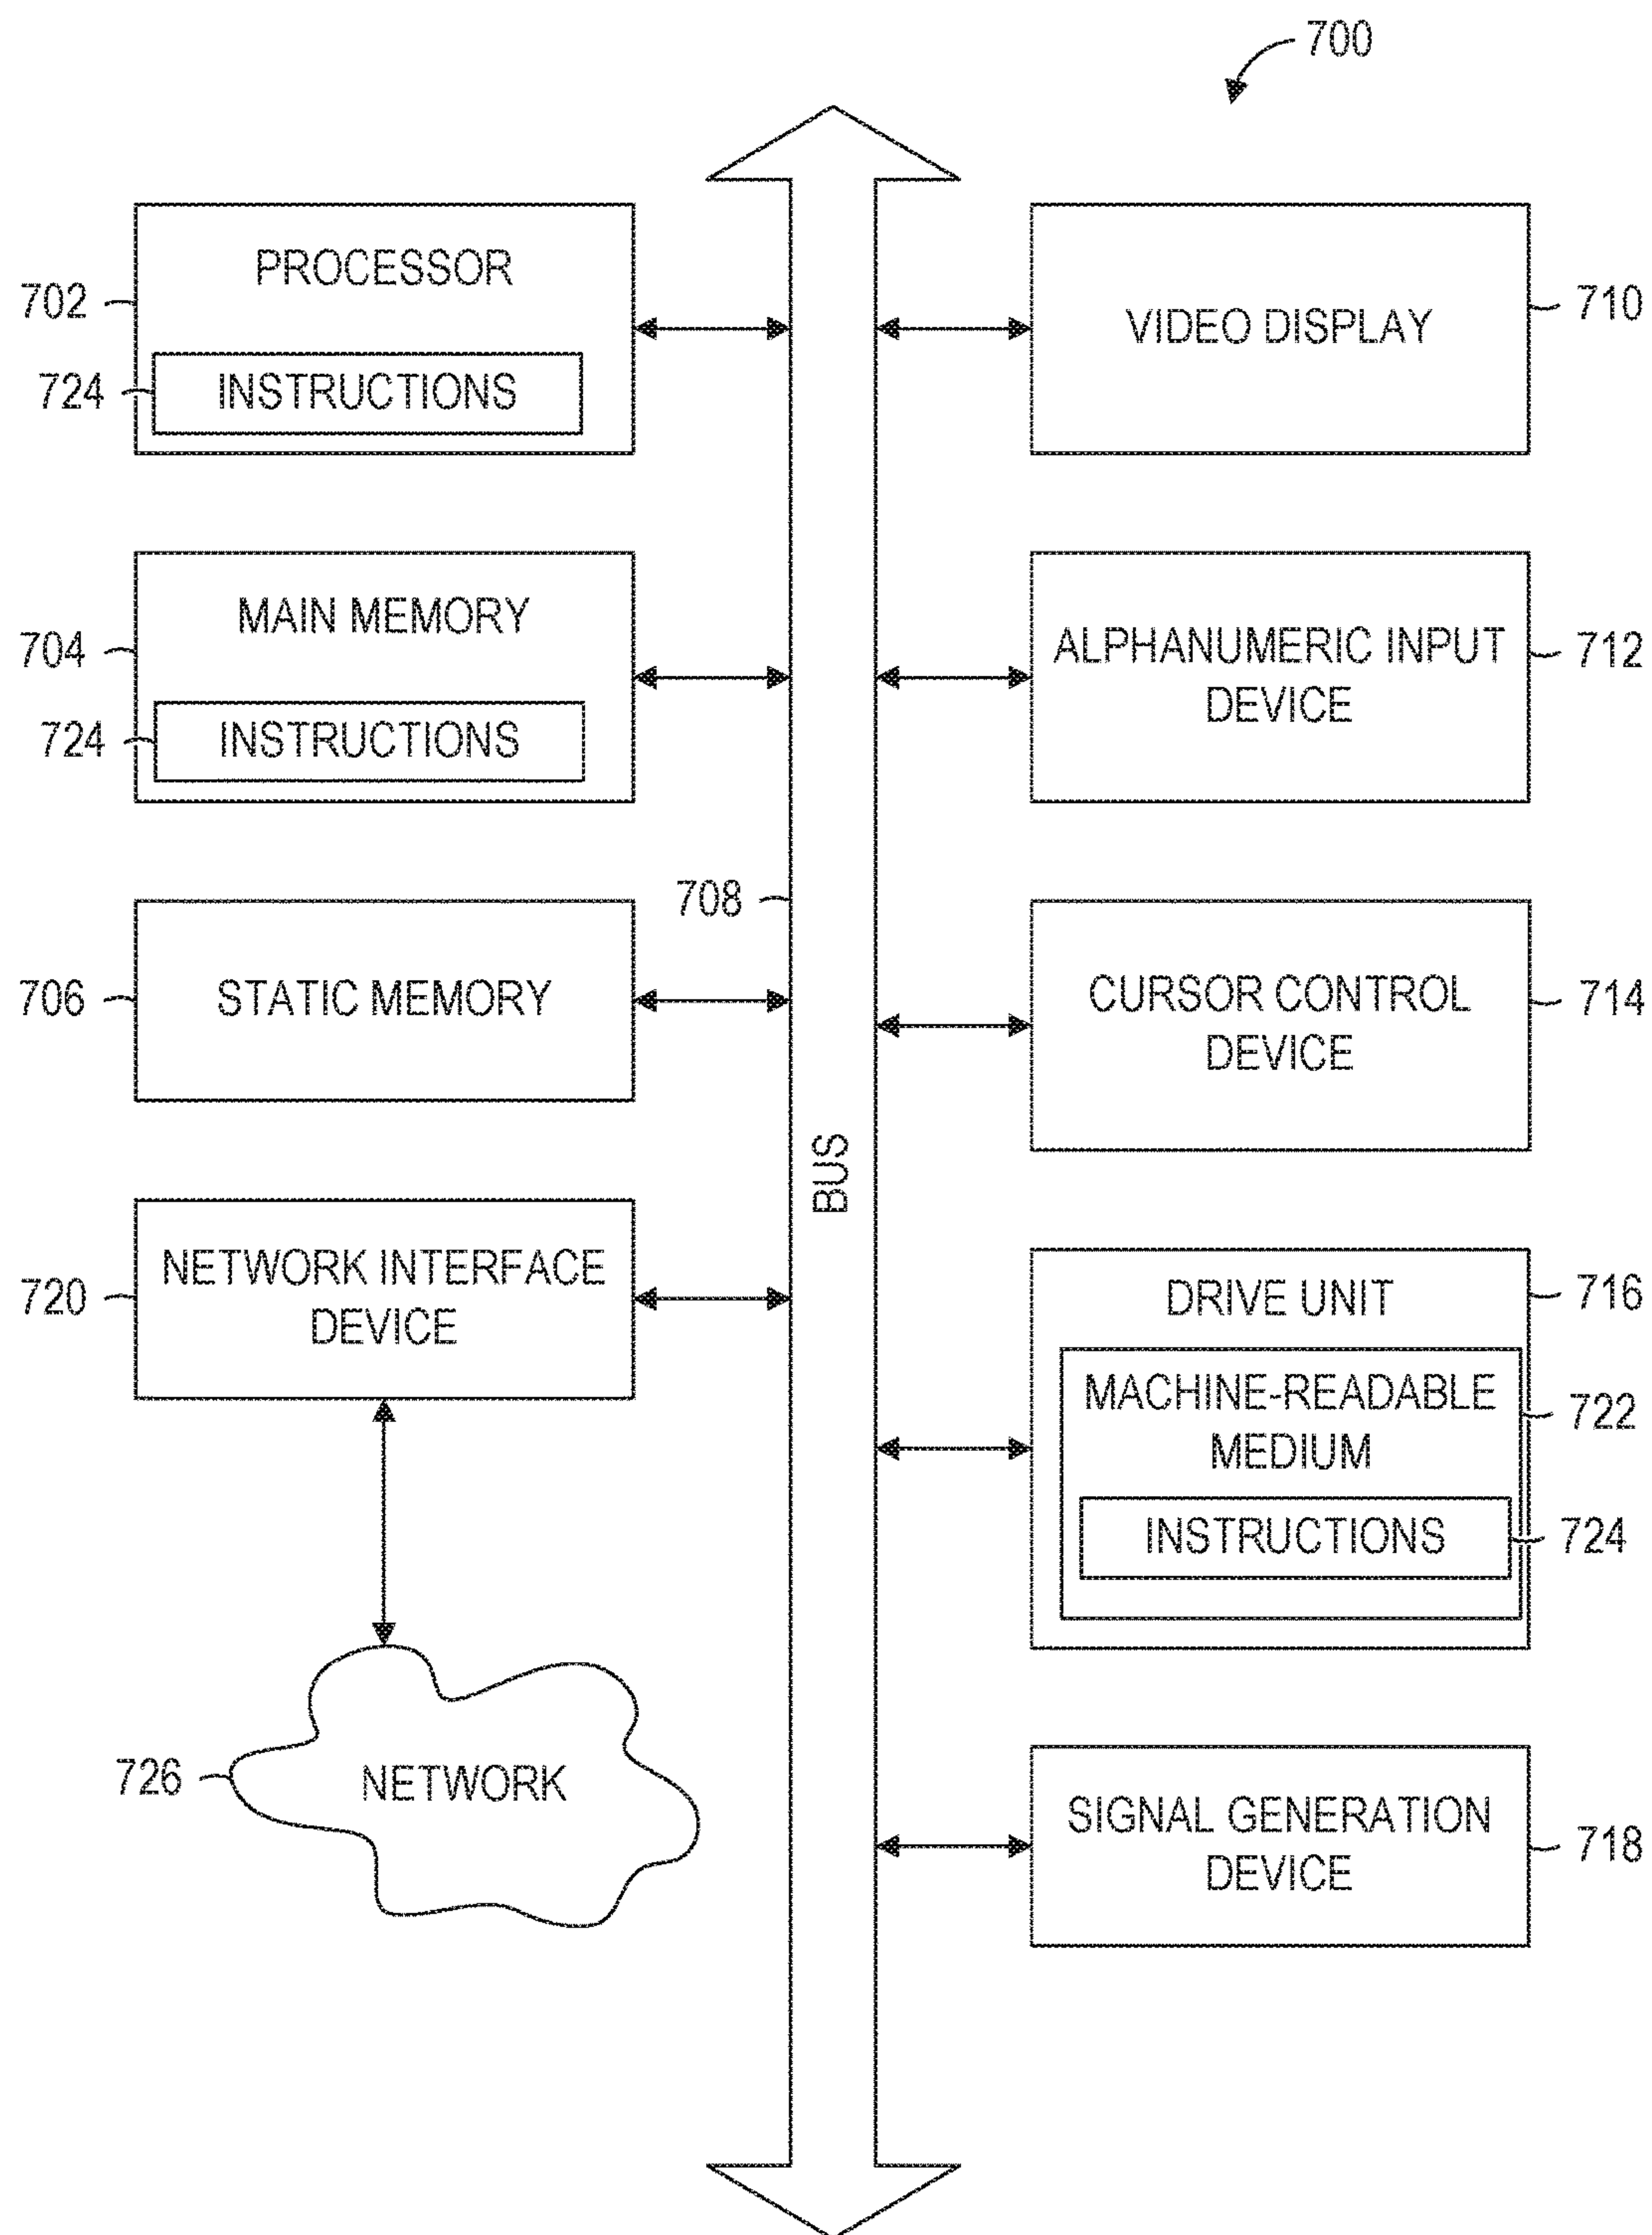 700
PROCESSOR
702
724
INSTRUCTIONS
MAIN MEMORY
704
724
INSTRUCTIONS
708
706
STATIC MEMORY
BUS
720
NETWORK INTERFACE
DEVICE
726
NETWORK
VIDEO DISPLAY
710
ALPHANUMERIC INPUT
DEVICE
712
CURSOR CONTROL
DEVICE
714
DRIVE UNIT
716
MACHINE-READABLE
MEDIUM
722
INSTRUCTIONS
724
SIGNAL GENERATION
DEVICE
718